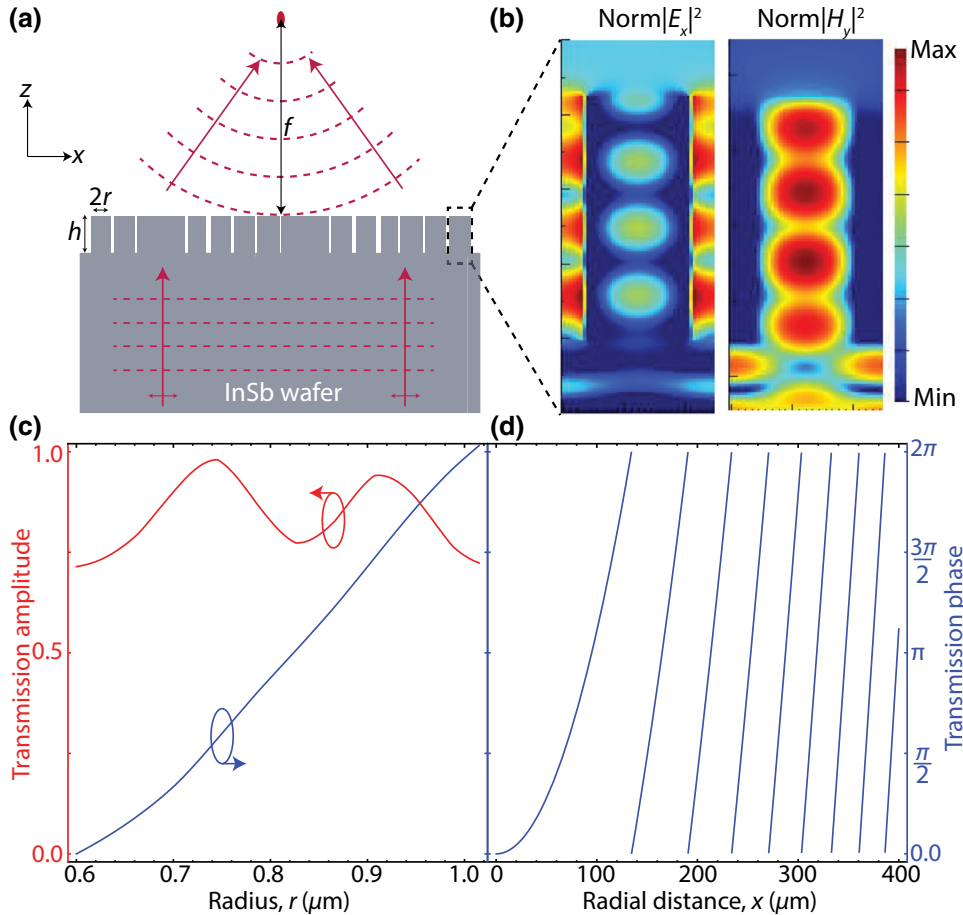 (a)
z
x
f
2r
h
InSb wafer
(b)
Norm|Eₓ|²
Norm|H_y|²
Max
Min
(c)
Transmission amplitude
1.0
0.5
0.0
0.6
0.7
0.8
0.9
1.0
Radius, r (μm)
(d)
2π
3π/2
π
π/2
0.0
Transmission phase
0
100
200
300
400
Radial distance, x (μm)